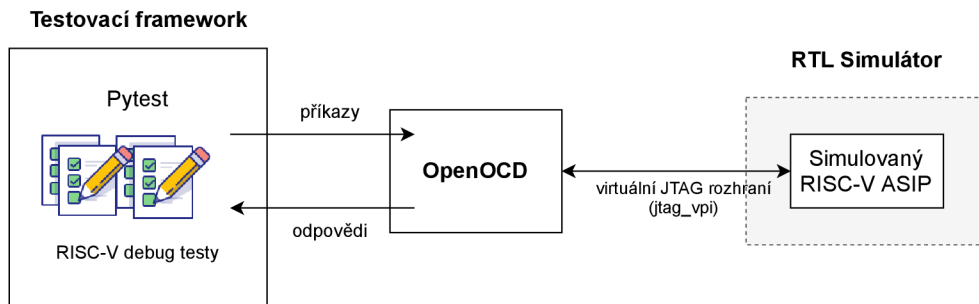 Testovací framework
Pytest
RISC-V debug testy
příkazy
odpovědi
OpenOCD
virtuální JTAG rozhraní
(jtag_vpi)
RTL Simulátor
Simulovaný
RISC-V ASIP